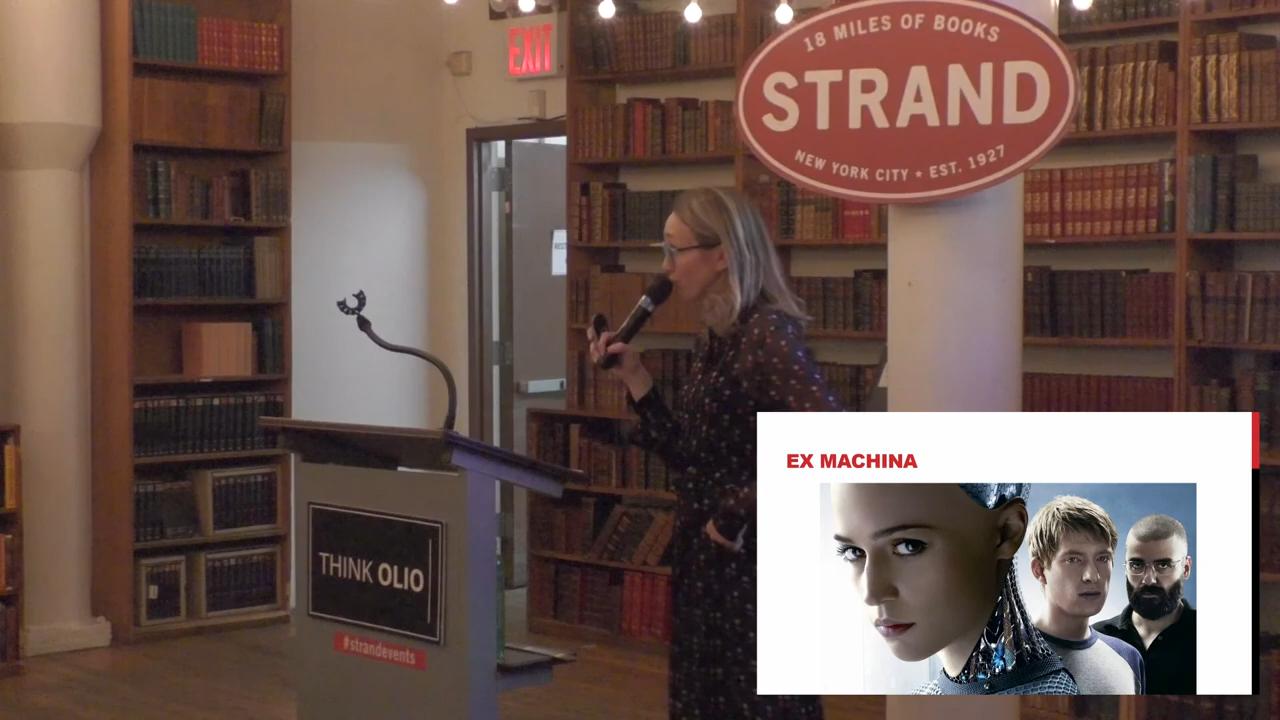 EXIT
18 MILES OF BOOKS
STRAND
NEW YORK CITY ★ EST. 1927
EX MACHINA
THINK OLIO
#strandevents